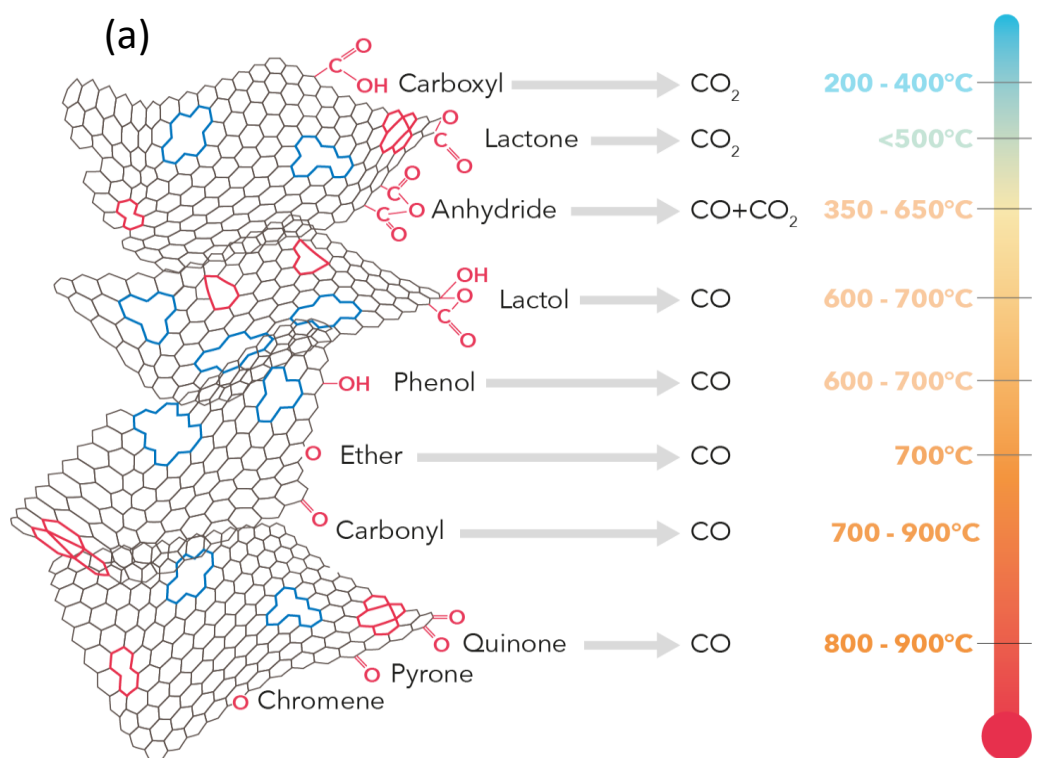 (a)
C O OH Carboxyl CO₂ 200 - 400°C
O C O Lactone CO₂ <500°C
C O C O O Anhydride CO+CO₂ 350 - 650°C
OH O C O Lactol CO 600 - 700°C
OH Phenol CO 600 - 700°C
O Ether CO 700°C
O Carbonyl CO 700 - 900°C
O O Quinone CO 800 - 900°C
O Pyrone
O Chromene